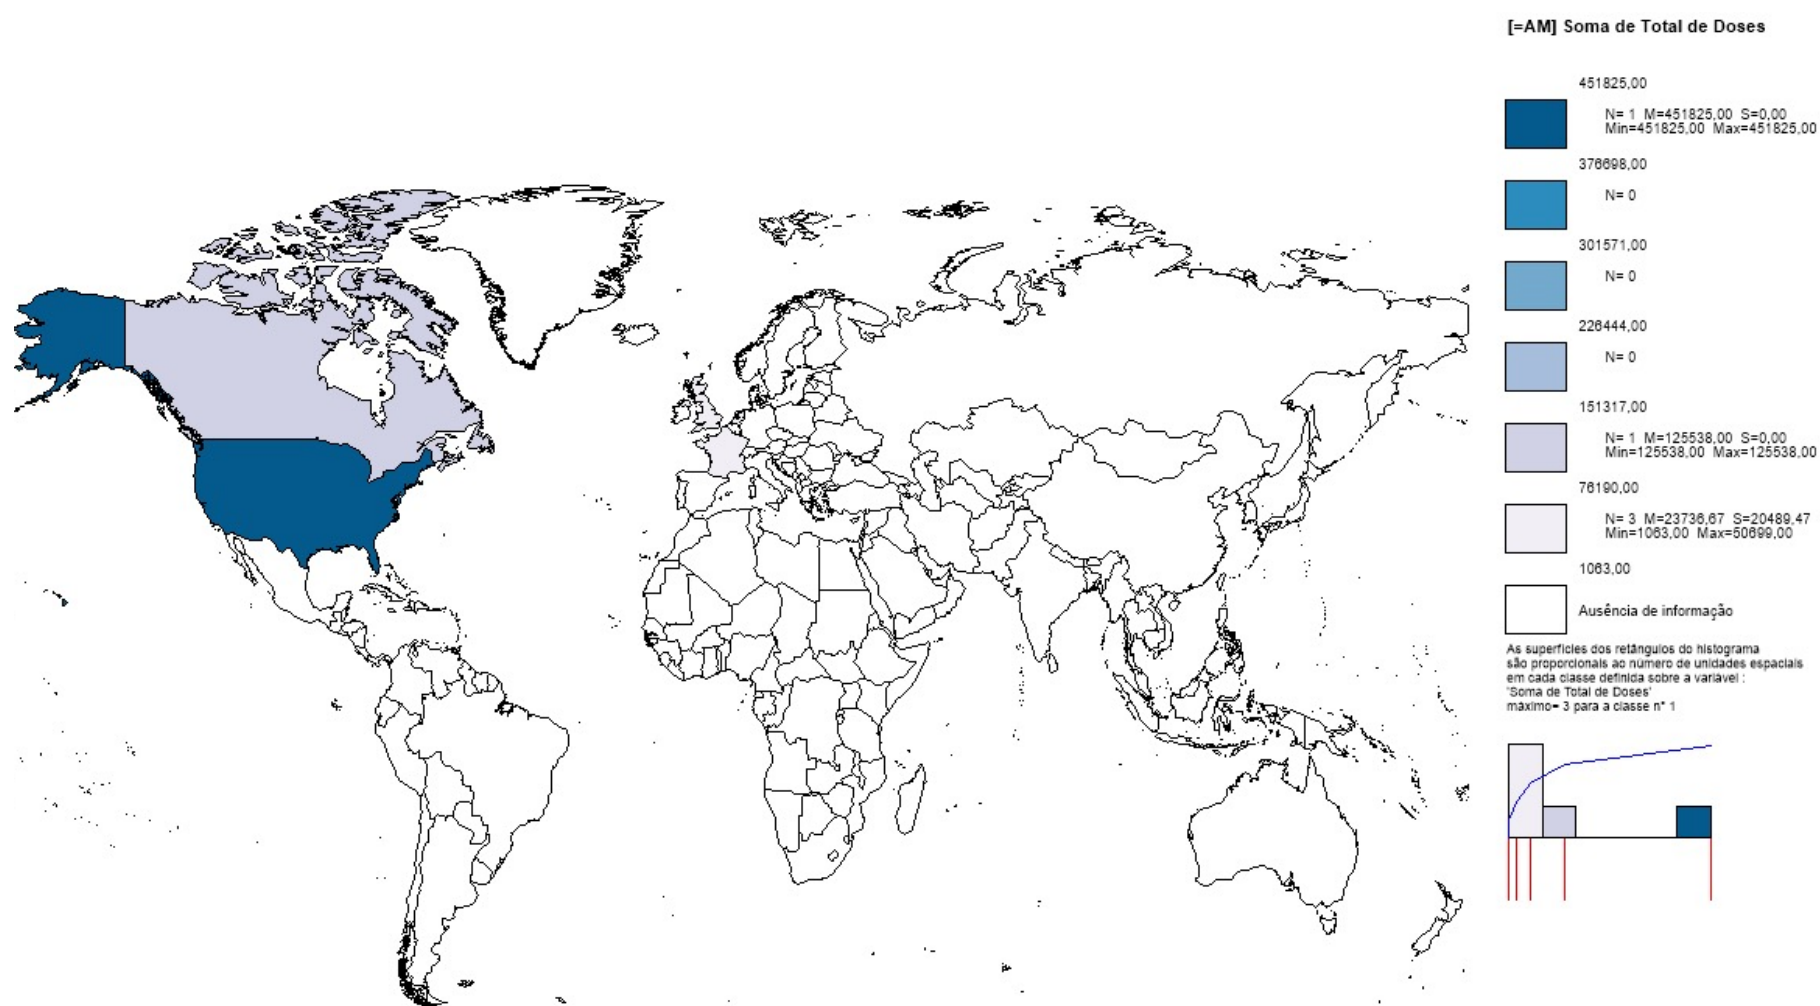 [=AM] Soma de Total de Doses
451825,00
N= 1 M=451825,00 S=0,00
Min=451825,00 Max=451825,00
376698,00
N= 0
301571,00
N= 0
226444,00
N= 0
151317,00
N= 1 M=125538,00 S=0,00
Min=125538,00 Max=125538,00
76190,00
N= 3 M=23736,67 S=20489,47
Min=1063,00 Max=50699,00
1063,00
Ausência de informação
As superfícies dos retângulos do histograma
são proporcionais ao número de unidades espaciais
em cada classe definida sobre a variável :
'Soma de Total de Doses'
máximo= 3 para a classe n° 1